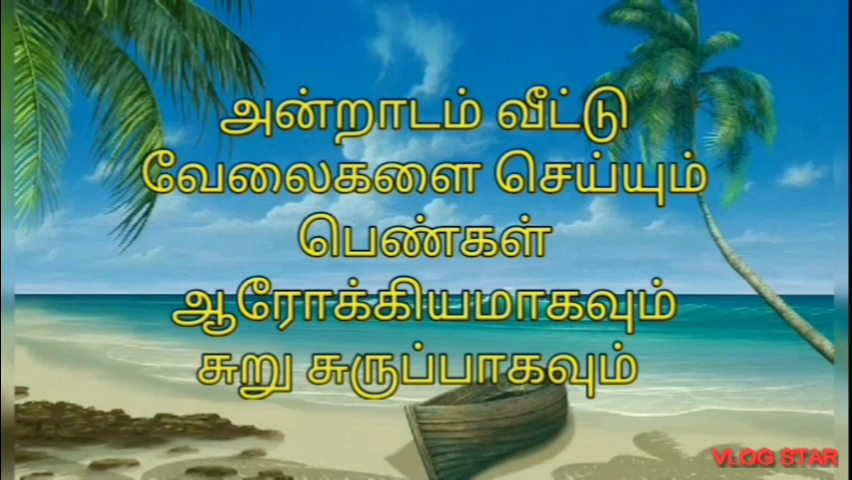 அன்றாடம் வீட்டு
வேலைகளை செய்யும்
பெண்கள்
ஆரோக்கியமாகவும்
சுறு சுருப்பாகவும்
VLOG STAR